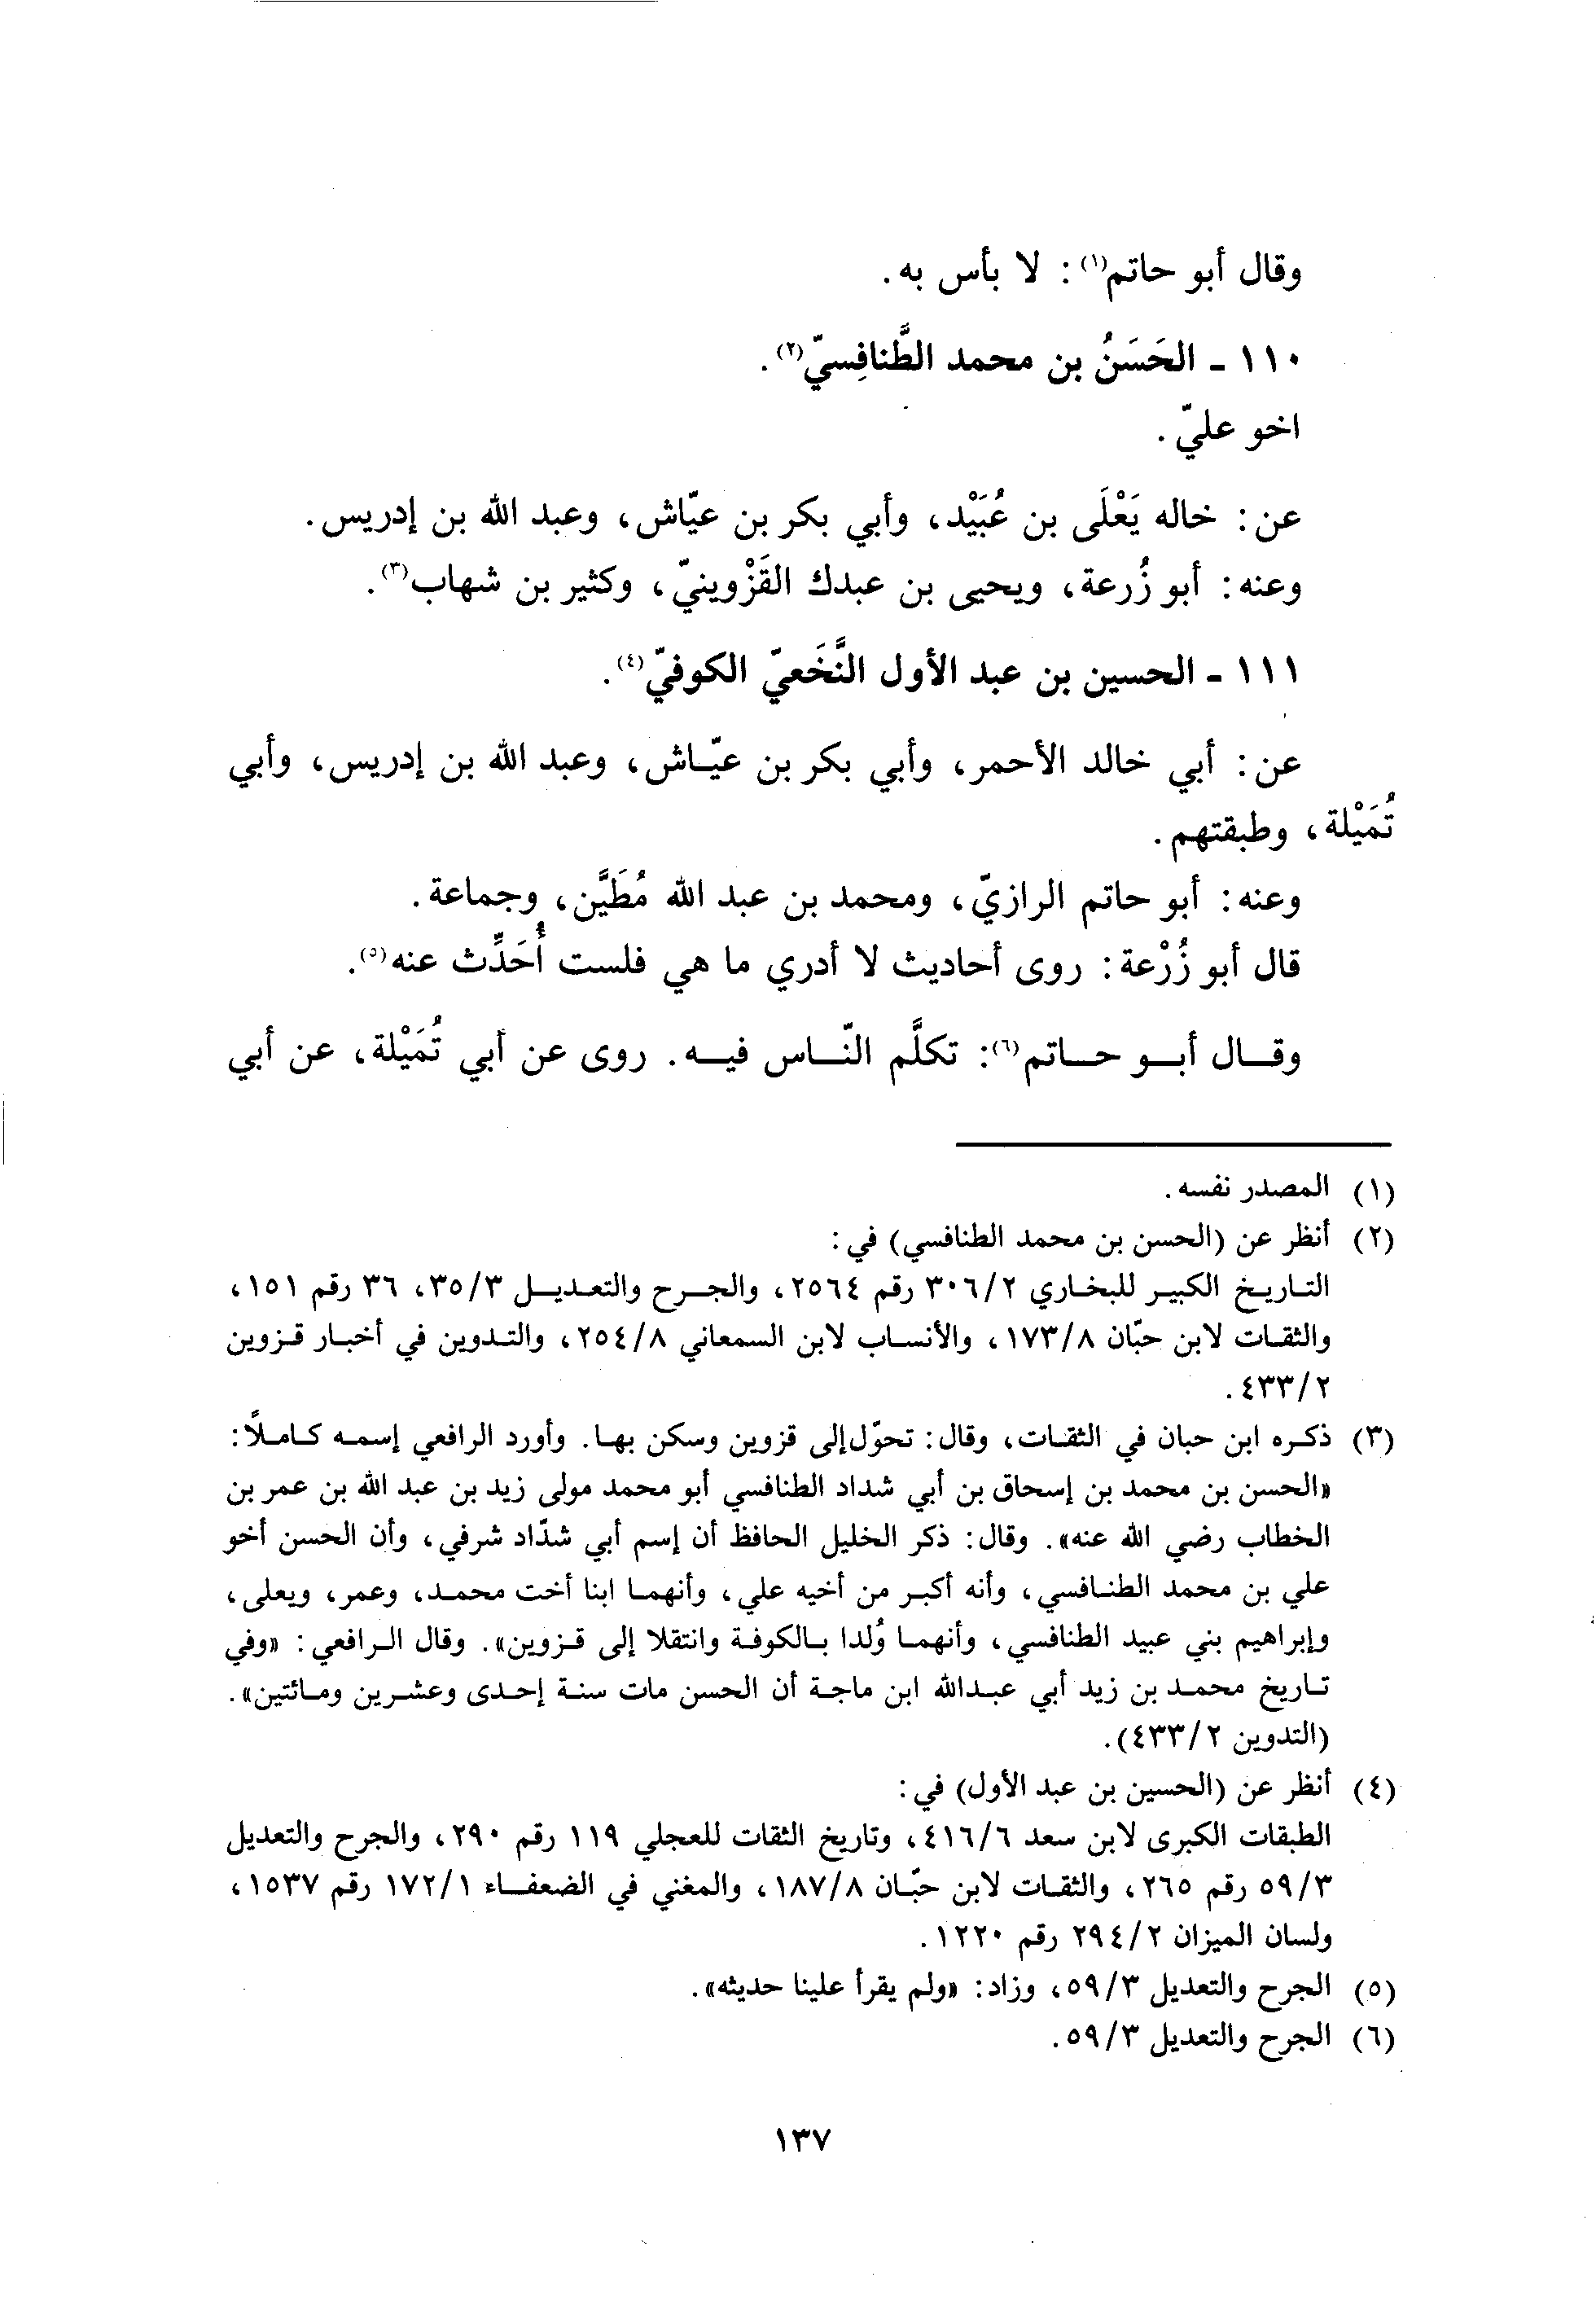 وقال أبو حاتم(١): لا بأس به.
١١٠ - الحَسَنُ بن محمد الطَّنافِسيّ(٢).
اخو عليّ.
عن: خاله يَعْلَى بن عُبَيْد، وأبي بكر بن عيّاش، وعبد الله بن إدريس.
وعنه: أبو زُرعة، ويحيى بن عبدك القَزْوينيّ، وكثير بن شهاب(٣).
١١١ - الحسين بن عبد الأول النَّخَعيّ الكوفيّ(٤).
عن: أبي خالد الأحمر، وأبي بكر بن عيّاش، وعبد الله بن إدريس، وأبي
تُمَيْلة، وطبقتهم.
وعنه: أبو حاتم الرازيّ، ومحمد بن عبد الله مُطَيَّن، وجماعة.
قال أبو زُرْعة: روى أحاديث لا أدري ما هي فلست أُحَدِّث عنه(٥).
وقال أبو حاتم(٦): تكلَّم النّاس فيه. روى عن أبي تُمَيْلة، عن أبي
(١) المصدر نفسه.
(٢) أنظر عن (الحسن بن محمد الطنافسي) في:
التاريخ الكبير للبخاري ٣٠٦/٢ رقم ٢٥٦٤، والجرح والتعديل ٣٥/٣، ٣٦ رقم ١٥١،
والثقات لابن حبّان ١٧٣/٨، والأنساب لابن السمعاني ٢٥٤/٨، والتدوين في أخبار قزوين
٤٣٣/٢.
(٣) ذكره ابن حبان في الثقات، وقال: تحوّل إلى قزوين وسكن بها. وأورد الرافعي إسمه كاملاً:
«الحسن بن محمد بن إسحاق بن أبي شداد الطنافسي أبو محمد مولى زيد بن عبد الله بن عمر بن
الخطاب رضي الله عنه». وقال: ذكر الخليل الحافظ أن إسم أبي شدّاد شرفي، وأن الحسن أخو
علي بن محمد الطنافسي، وأنه أكبر من أخيه علي، وأنهما ابنا أخت محمد، وعمر، ويعلى،
وإبراهيم بني عبيد الطنافسي، وأنهما وُلدا بالكوفة وانتقلا إلى قزوين». وقال الرافعي: «وفي
تاريخ محمد بن زيد أبي عبدالله ابن ماجة أن الحسن مات سنة إحدى وعشرين ومائتين».
(التدوين ٤٣٣/٢).
(٤) أنظر عن (الحسين بن عبد الأول) في:
الطبقات الكبرى لابن سعد ٤١٦/٦، وتاريخ الثقات للعجلي ١١٩ رقم ٢٩٠، والجرح والتعديل
٥٩/٣ رقم ٢٦٥، والثقات لابن حبّان ١٨٧/٨، والمغني في الضعفاء ١٧٢/١ رقم ١٥٣٧،
ولسان الميزان ٢٩٤/٢ رقم ١٢٢٠.
(٥) الجرح والتعديل ٥٩/٣، وزاد: «ولم يقرأ علينا حديثه».
(٦) الجرح والتعديل ٥٩/٣.
١٣٧